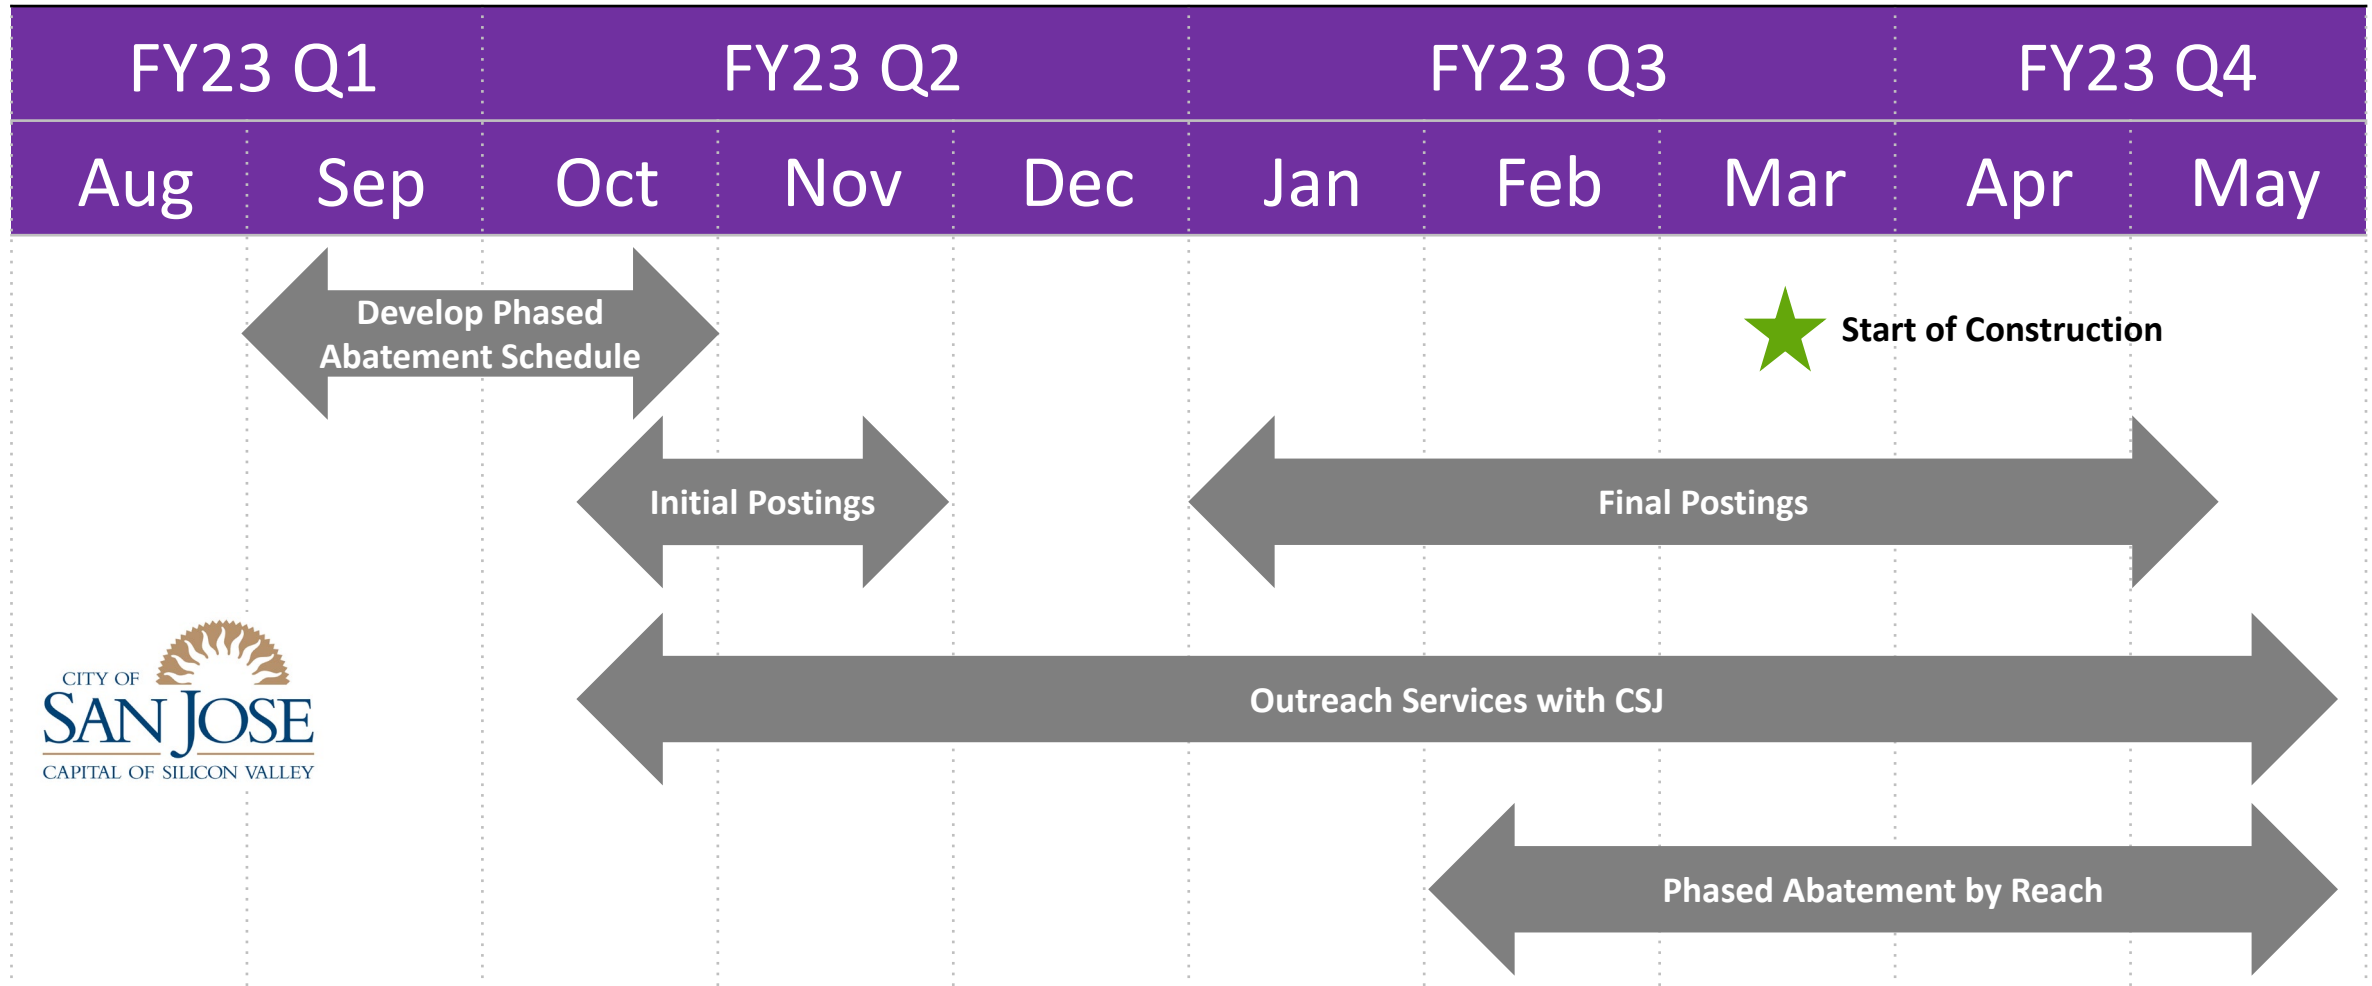 FY23 Q1
FY23 Q2
FY23 Q3
FY23 Q4
Aug
Sep
Oct
Nov
Dec
Jan
Feb
Mar
Apr
May
Develop Phased
Abatement Schedule
Start of Construction
Initial Postings
Final Postings
CITY OF
SAN JOSE
CAPITAL OF SILICON VALLEY
Outreach Services with CSJ
Phased Abatement by Reach